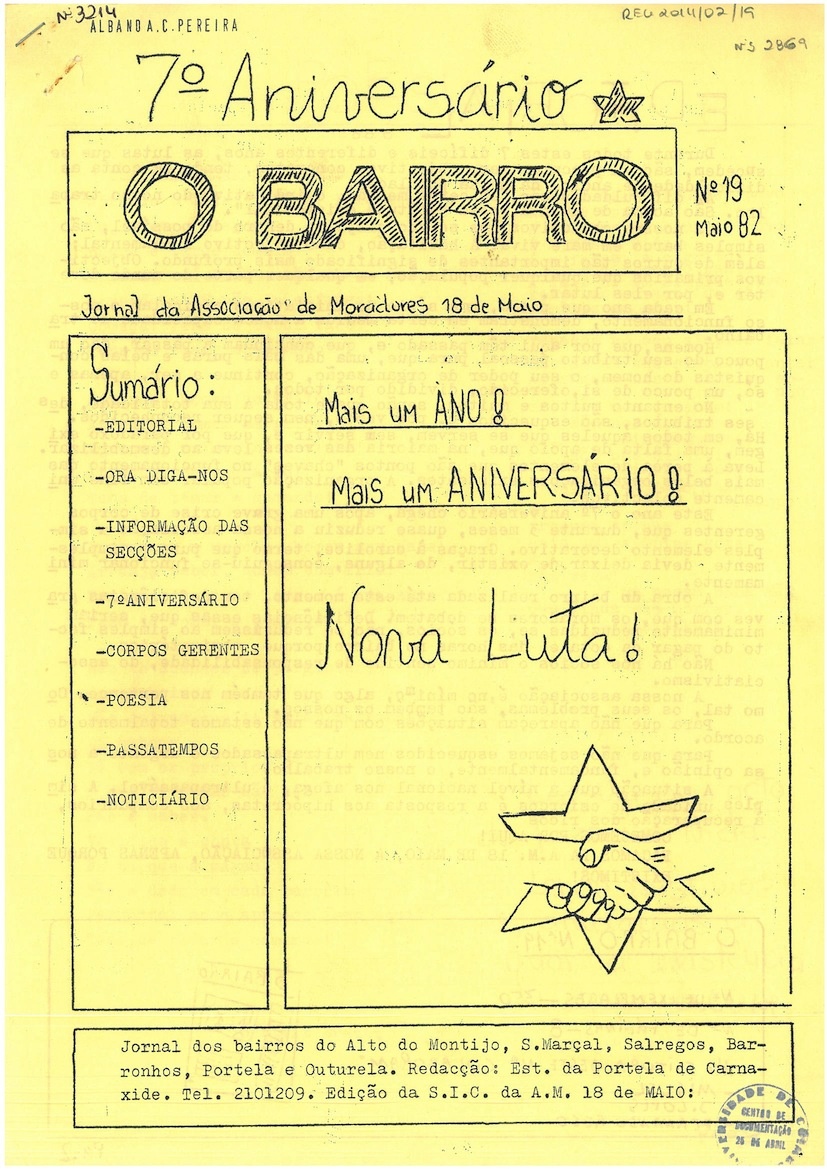 Nº 3214
ALBANO A.C. PEREIRA
REU 2014/02/19
NS 2869
7º Aniversário
O BAIRRO
Nº 19
Maio 82
Jornal da Associação de Moradores 18 de Maio
Sumário:
-EDITORIAL
-ORA DIGA-NOS
-INFORMAÇÃO DAS
SECÇÕES
-7ºANIVERSÁRIO
-CORPOS GERENTES
-POESIA
-PASSATEMPOS
-NOTICIÁRIO
Mais um ANO!
Mais um ANIVERSÁRIO!
Nova Luta!
Jornal dos bairros do Alto do Montijo, S.Marçal, Salregos, Bar-
ronhos, Portela e Outurela. Redacção: Est. da Portela de Carna-
xide. Tel. 2101209. Edição da S.I.C. da A.M. 18 de MAIO:
CENTRO DE
DOCUMENTAÇÃO
25 DE ABRIL